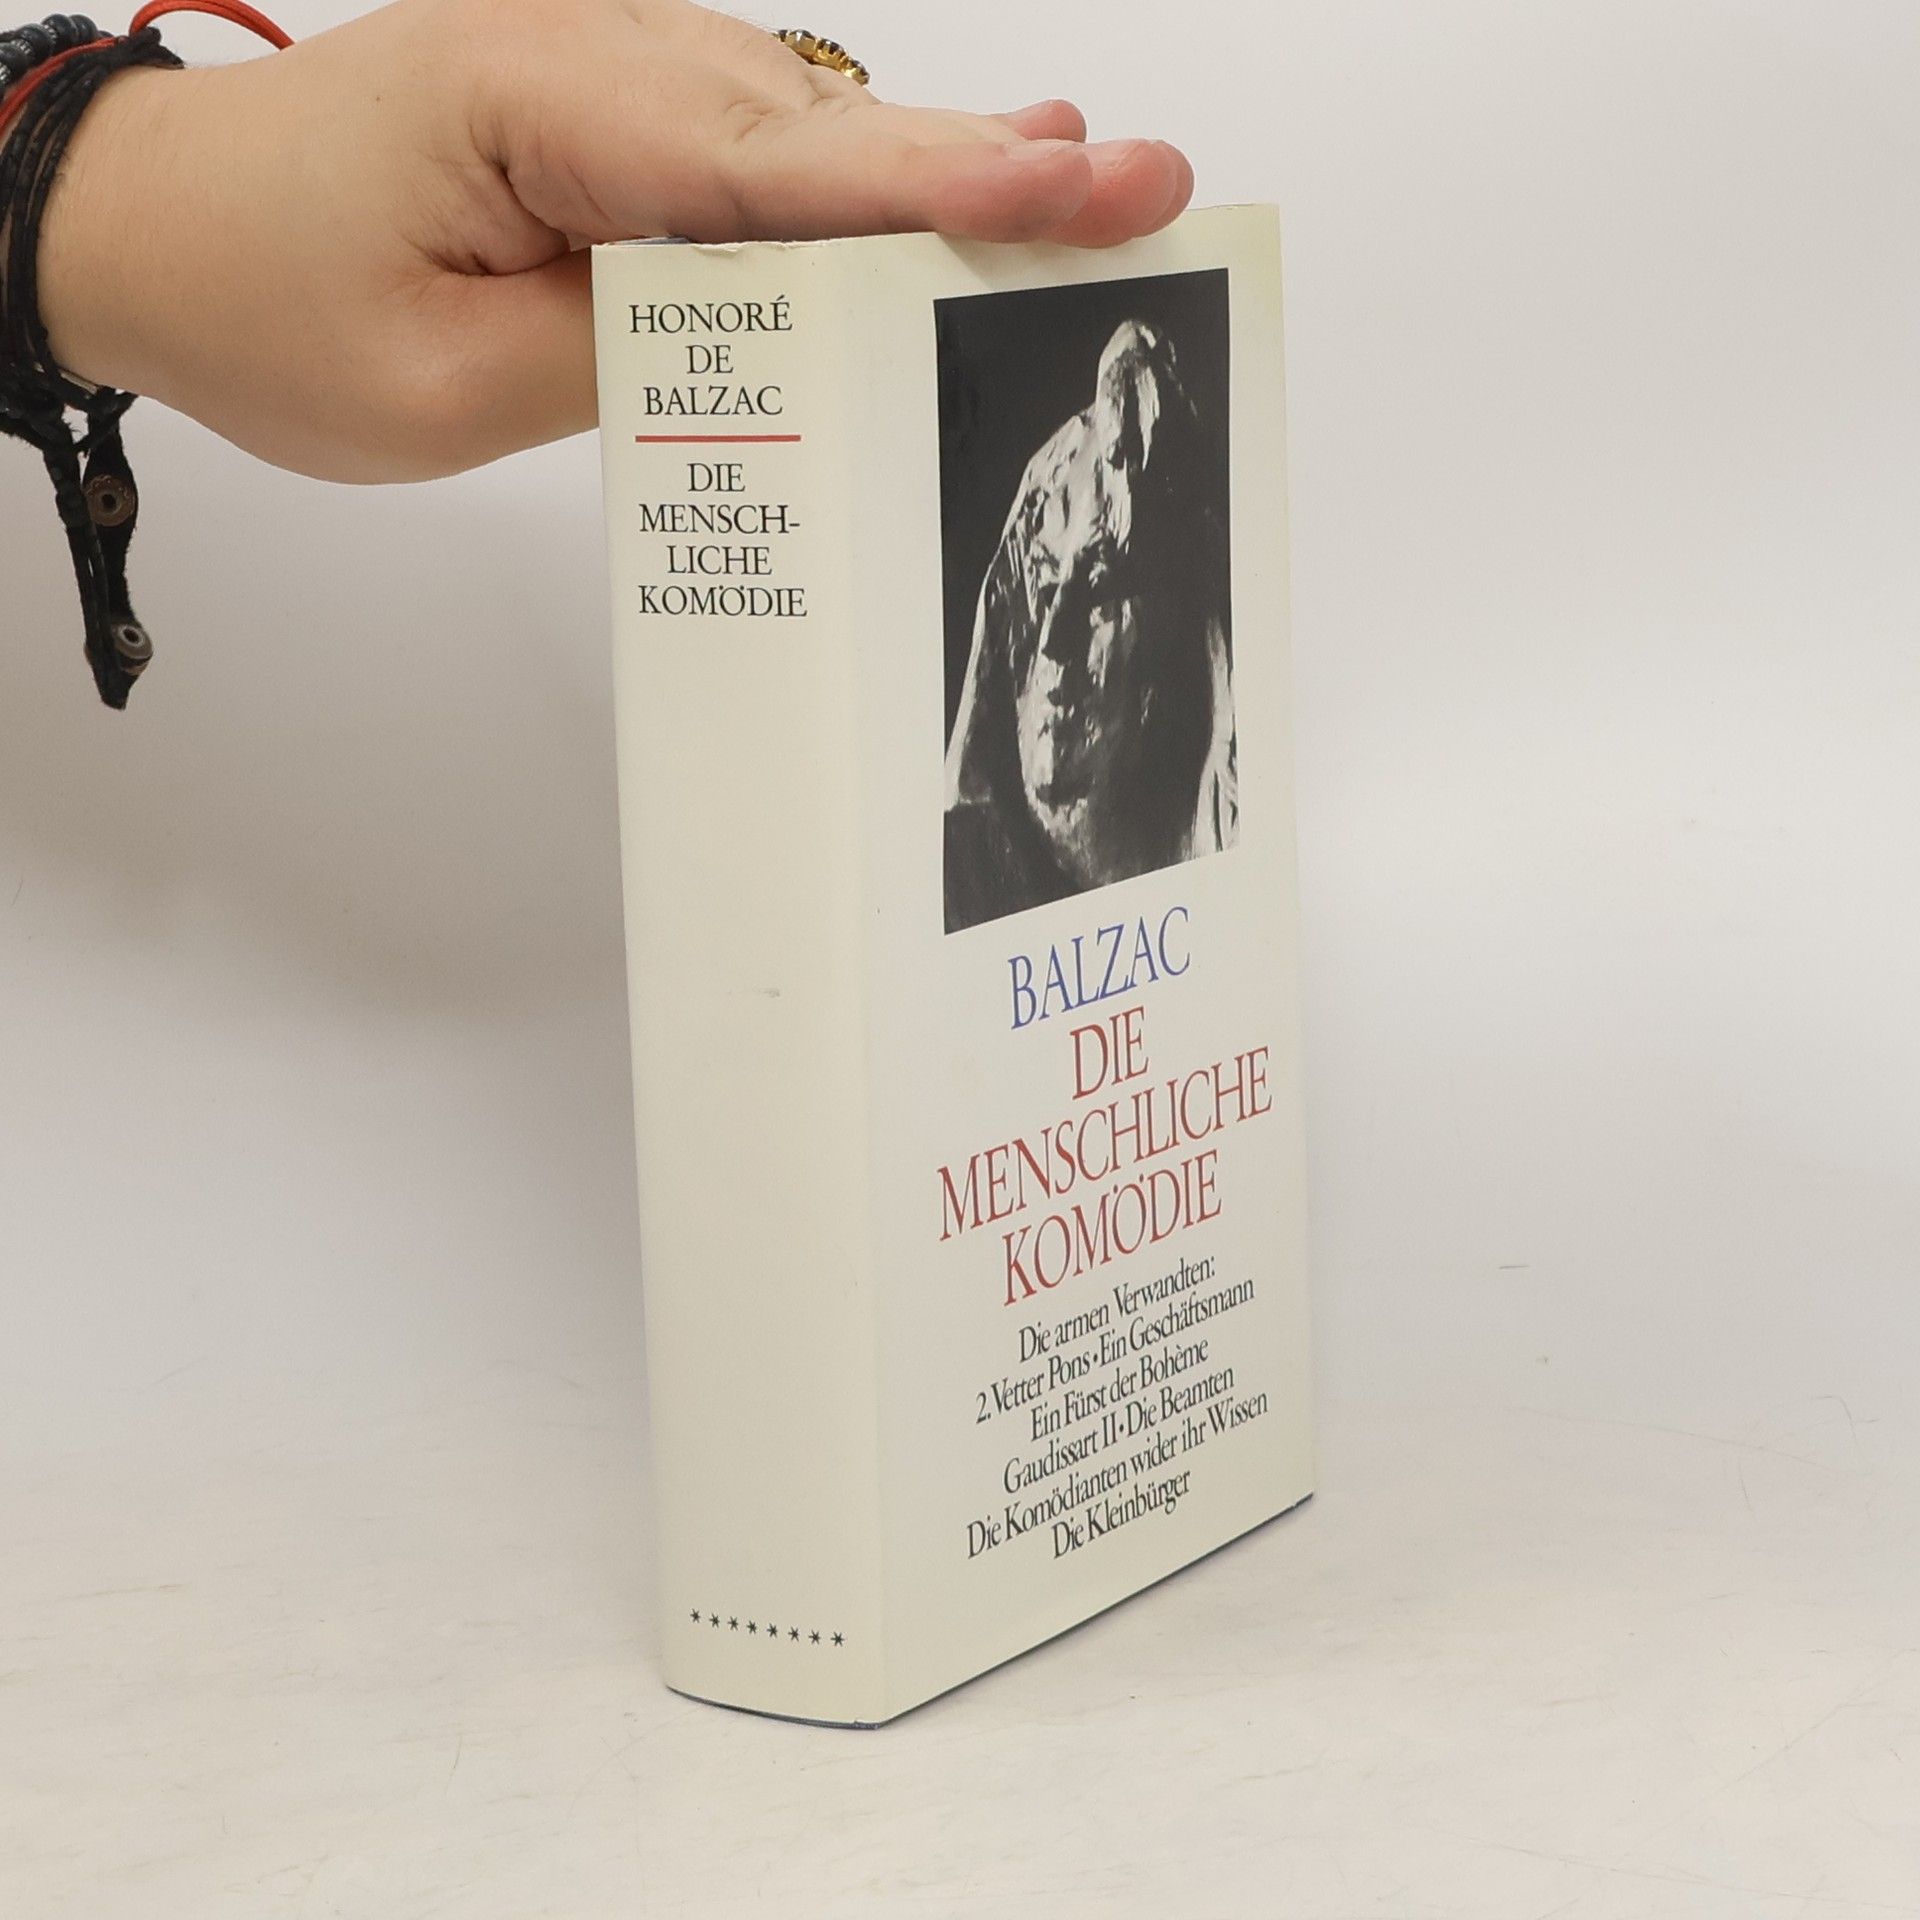 HONORÉ
DE
BALZAC
DIE
MENSCH-
LICHE
KOMÖDIE
********
BALZAC
DIE
MENSCHLICHE
KOMÖDIE
Die armen Verwandten:
2. Vetter Pons • Ein Geschäftsmann
Ein Fürst der Bohème
Gaudissart II • Die Beamten
Die Komödianten wider ihr Wissen
Die Kleinbürger